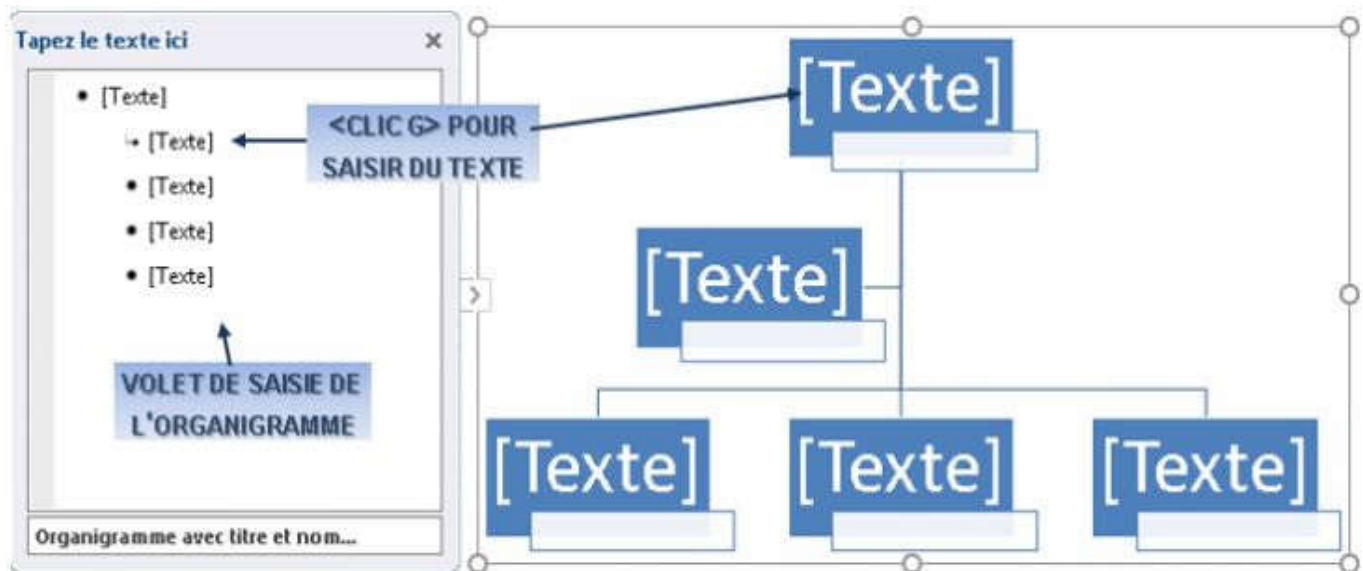 Tapez le texte ici
• [Texte]
[Texte]
• [Texte]
• [Texte]
• [Texte]
<CLIC G> POUR
SAISIR DU TEXTE
VOLET DE SAISIE DE
L'ORGANIGRAMME
Organigramme avec titre et nom...
[Texte]
[Texte]
[Texte] [Texte] [Texte]